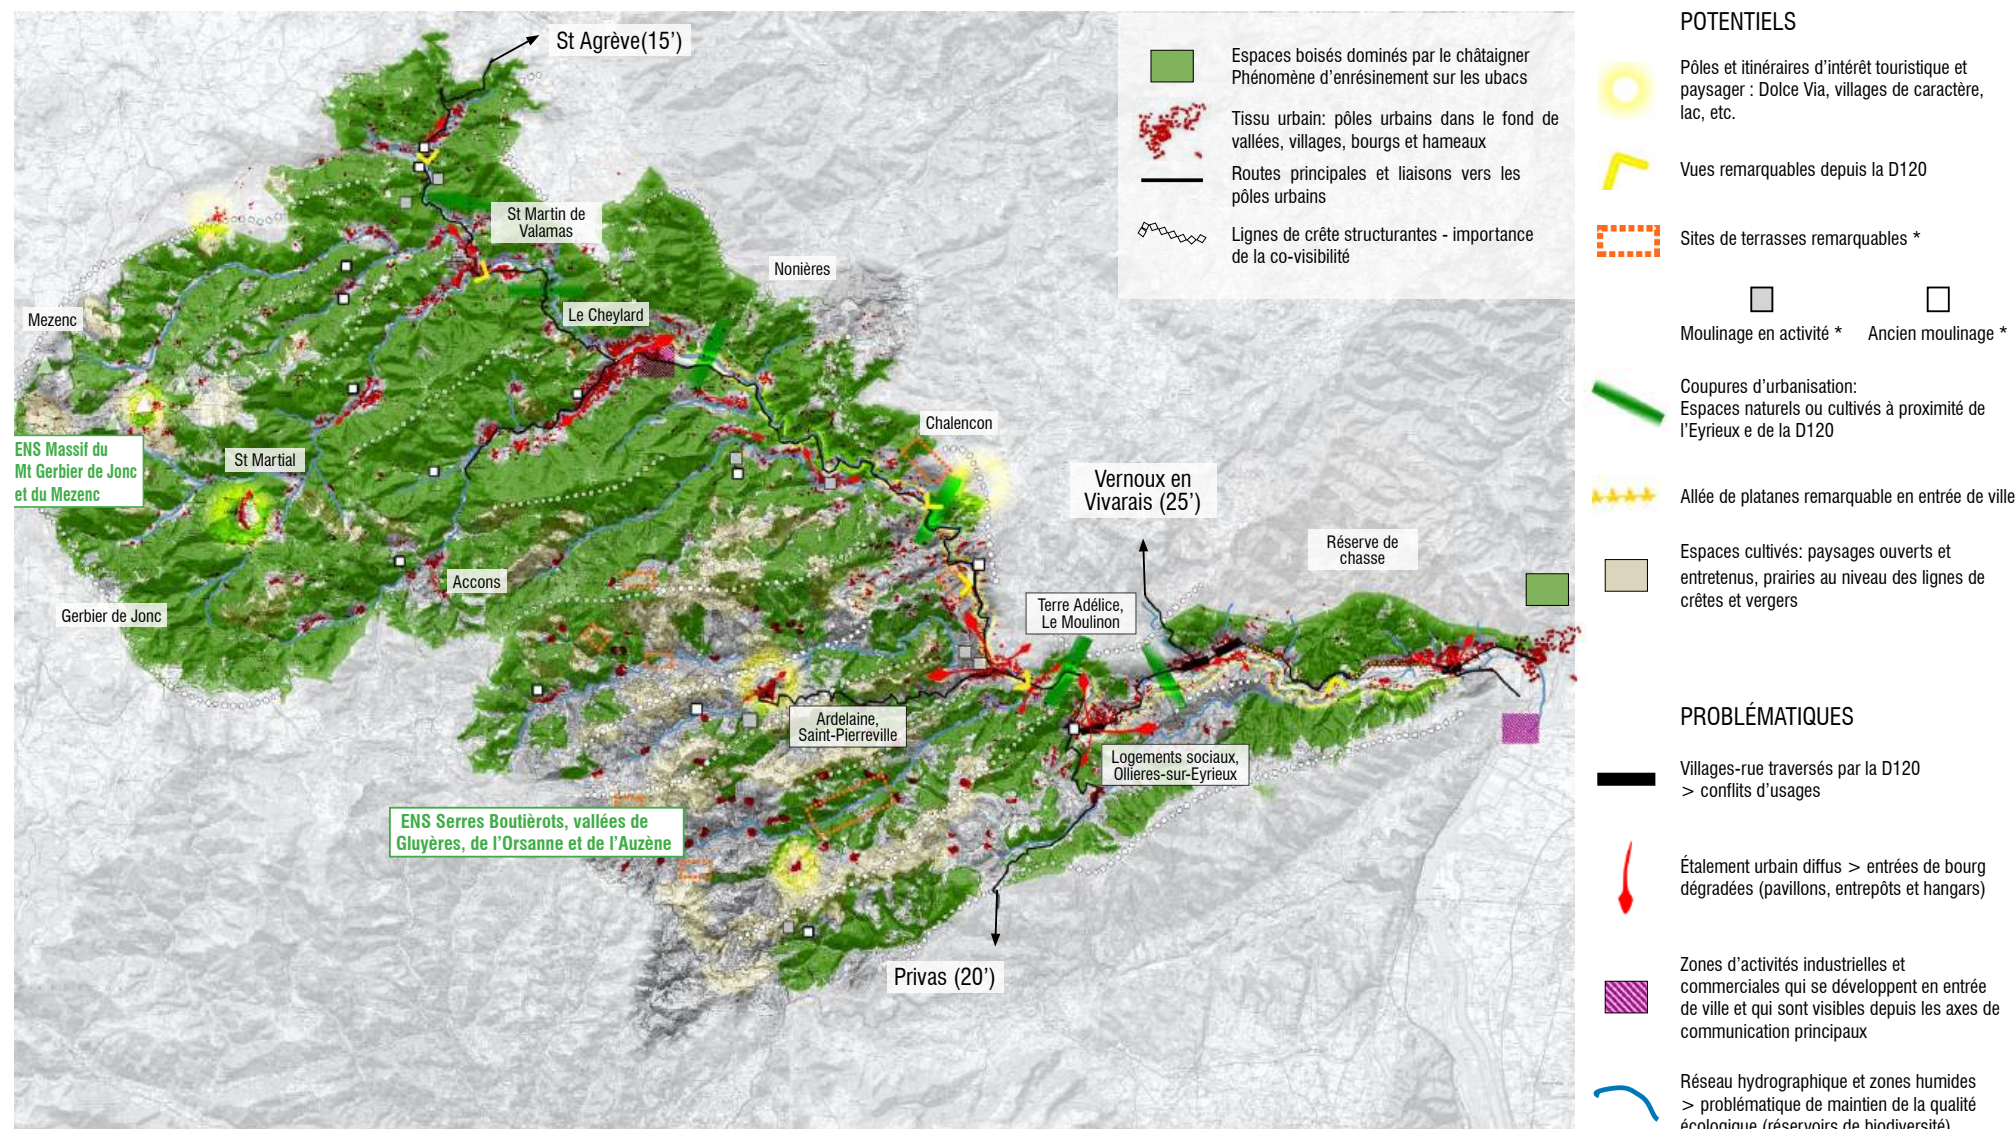 St Agrève(15’)
St Martin de
Valamas
Nonières
Mezenc
Le Cheylard
Chalencon
ENS Massif du
Mt Gerbier de Jonc
et du Mezenc
St Martial
Vernoux en
Vivarais (25’)
Réserve de
chasse
Accons
Gerbier de Jonc
Terre Adélice,
Le Moulinon
Ardelaine,
Saint-Pierreville
Logements sociaux,
Ollieres-sur-Eyrieux
ENS Serres Boutièrots, vallées de
Gluyères, de l’Orsanne et de l’Auzène
Privas (20’)
Espaces boisés dominés par le châtaigner
Phénomène d’enrésinement sur les ubacs
Tissu urbain: pôles urbains dans le fond de
vallées, villages, bourgs et hameaux
Routes principales et liaisons vers les
pôles urbains
Lignes de crête structurantes - importance
de la co-visibilité
POTENTIELS
Pôles et itinéraires d’intérêt touristique et
paysager : Dolce Via, villages de caractère,
lac, etc.
Vues remarquables depuis la D120
Sites de terrasses remarquables *
Moulinage en activité * Ancien moulinage *
Coupures d’urbanisation:
Espaces naturels ou cultivés à proximité de
l’Eyrieux e de la D120
Allée de platanes remarquable en entrée de ville
Espaces cultivés: paysages ouverts et
entretenus, prairies au niveau des lignes de
crêtes et vergers
PROBLÉMATIQUES
Villages-rue traversés par la D120
> conflits d’usages
Étalement urbain diffus > entrées de bourg
dégradées (pavillons, entrepôts et hangars)
Zones d’activités industrielles et
commerciales qui se développent en entrée
de ville et qui sont visibles depuis les axes de
communication principaux
Réseau hydrographique et zones humides
> problématique de maintien de la qualité
écologique (réservoirs de biodiversité)